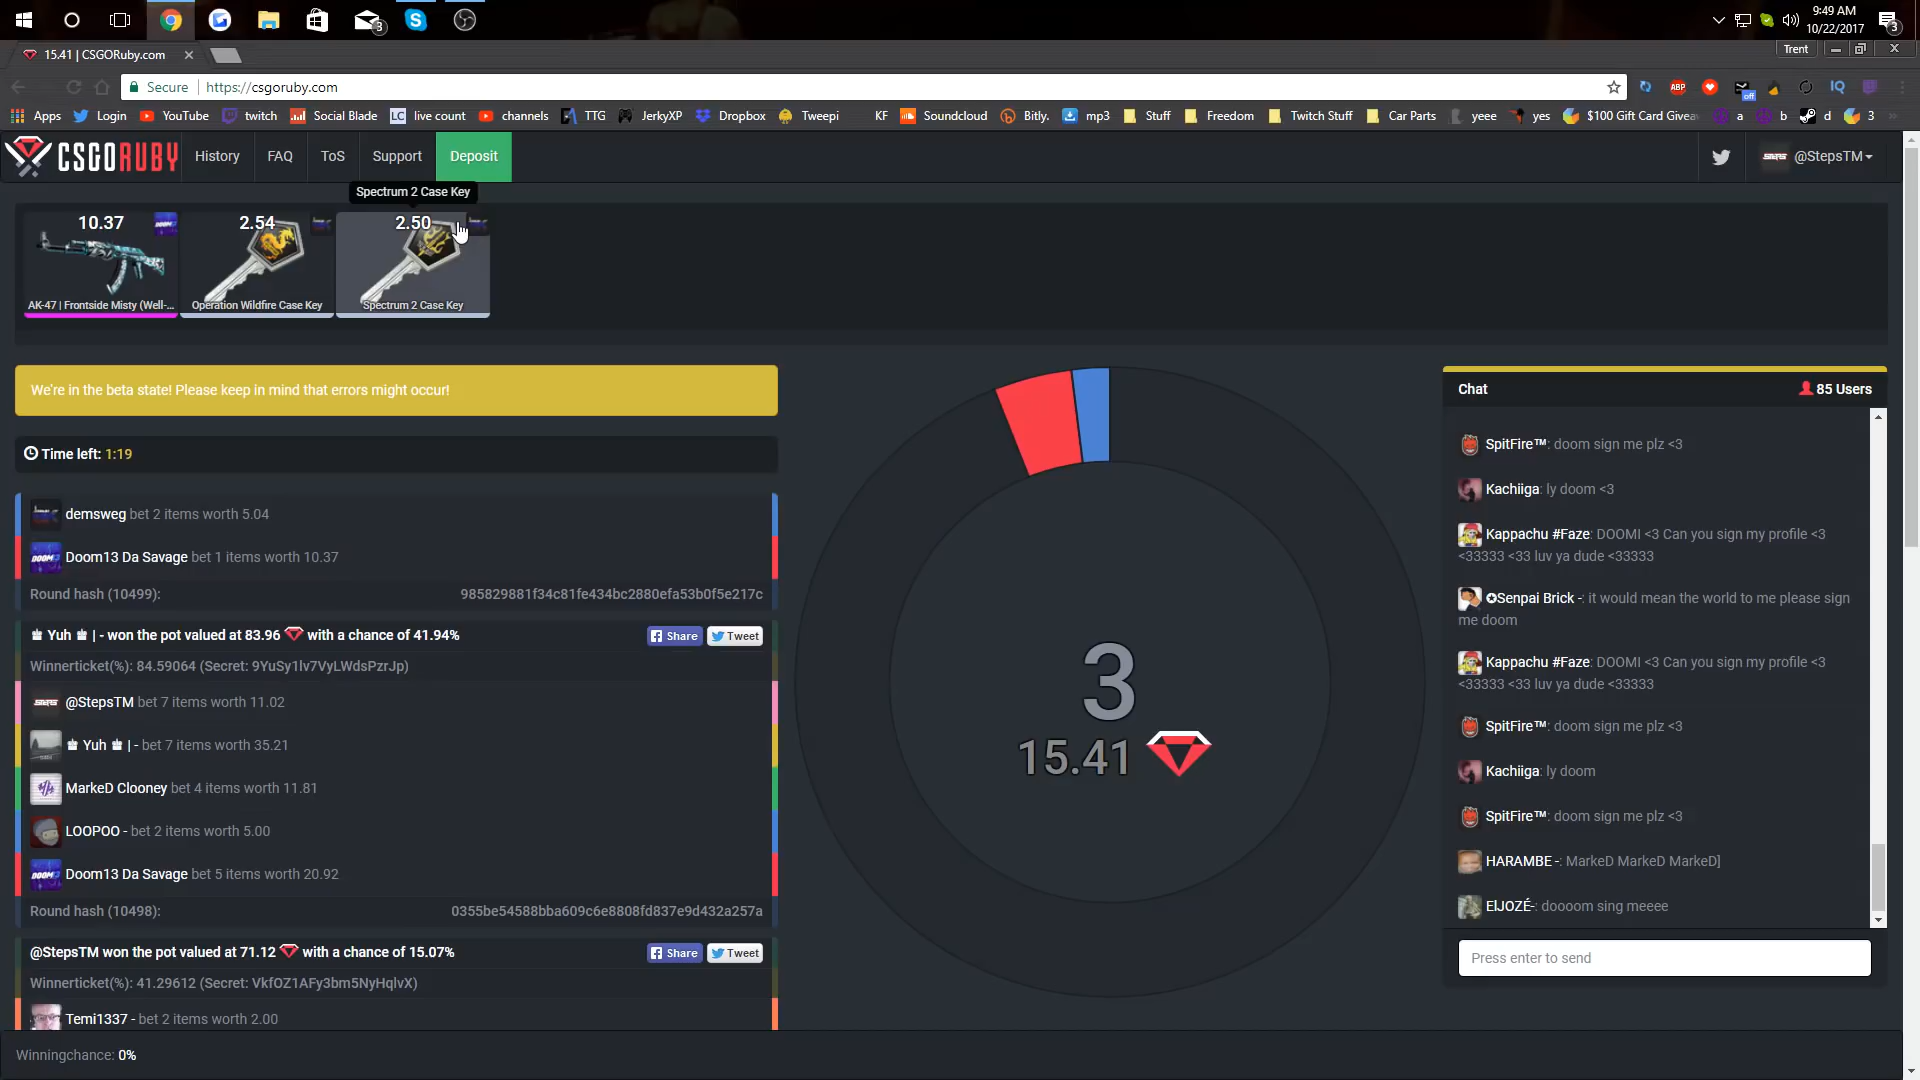 9:49 AM
10/22/2017
3
3
15.41 | CSGORuby.com
Trent
Secure
https://csgoruby.com
ABP
off
IQ
Apps
Login
YouTube
twitch
Social Blade
LC live count
channels
TTG
JerkyXP
Dropbox
Tweepi
KF
Soundcloud
Bitly.
mp3
Stuff
Freedom
Twitch Stuff
Car Parts
yeee
yes
$100 Gift Card Givea
a
b
d
3
CSGORUBY
History
FAQ
ToS
Support
Deposit
@StepsTM
Spectrum 2 Case Key
10.37
2.54
2.50
AK-47 | Frontside Misty (Well-...
Operation Wildfire Case Key
Spectrum 2 Case Key
We're in the beta state! Please keep in mind that errors might occur!
Time left: 1:19
demsweg bet 2 items worth 5.04
Doom13 Da Savage bet 1 items worth 10.37
Round hash (10499): 985829881f34c81fe434bc2880efa53b0f5e217c
♚ Yuh ♚ | - won the pot valued at 83.96 with a chance of 41.94%
Share
Tweet
Winnerticket(%): 84.59064 (Secret: 9YuSy1lv7VyLWdsPzrJp)
@StepsTM bet 7 items worth 11.02
♚ Yuh ♚ | - bet 7 items worth 35.21
MarkeD Clooney bet 4 items worth 11.81
LOOPOO - bet 2 items worth 5.00
Doom13 Da Savage bet 5 items worth 20.92
Round hash (10498): 0355be54588bba609c6e8808fd837e9d432a257a
@StepsTM won the pot valued at 71.12 with a chance of 15.07%
Share
Tweet
Winnerticket(%): 41.29612 (Secret: VkfOZ1AFy3bm5NyHqlvX)
Temi1337 - bet 2 items worth 2.00
Winningchance: 0%
3
15.41
Chat
85 Users
SpitFire™: doom sign me plz <3
Kachiiga: ly doom <3
Kappachu #Faze: DOOMI <3 Can you sign my profile <3
<33333 <33 luv ya dude <33333
✪Senpai Brick -: it would mean the world to me please sign
me doom
Kappachu #Faze: DOOMI <3 Can you sign my profile <3
<33333 <33 luv ya dude <33333
SpitFire™: doom sign me plz <3
Kachiiga: ly doom
SpitFire™: doom sign me plz <3
HARAMBE -: MarkeD MarkeD MarkeD]
ElJOZÉ-: doooom sing meeee
Press enter to send